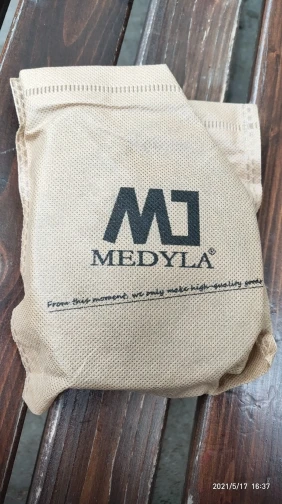 MJ
MEDYLA®
From this moment, we only make high-quality goods
2021/5/17 16:37